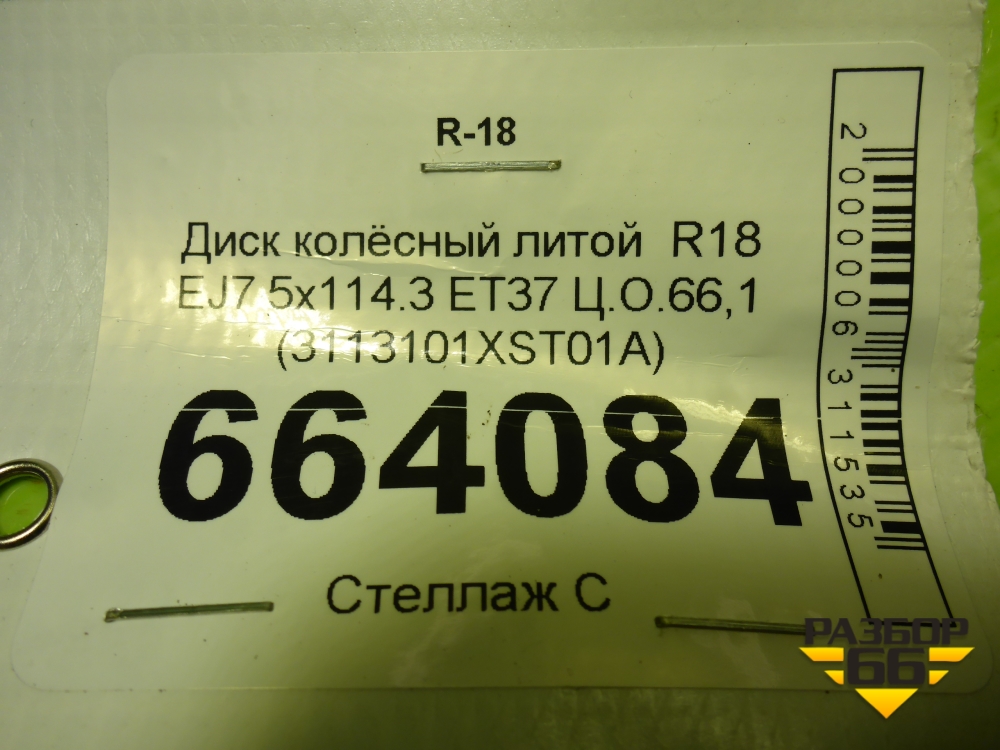 R-18
Диск колёсный литой R18
EJ7.5x114.3 ET37 Ц.О.66,1
(3113101XST01A)
664084
Стеллаж С
2000006311535
РАЗБОР
66